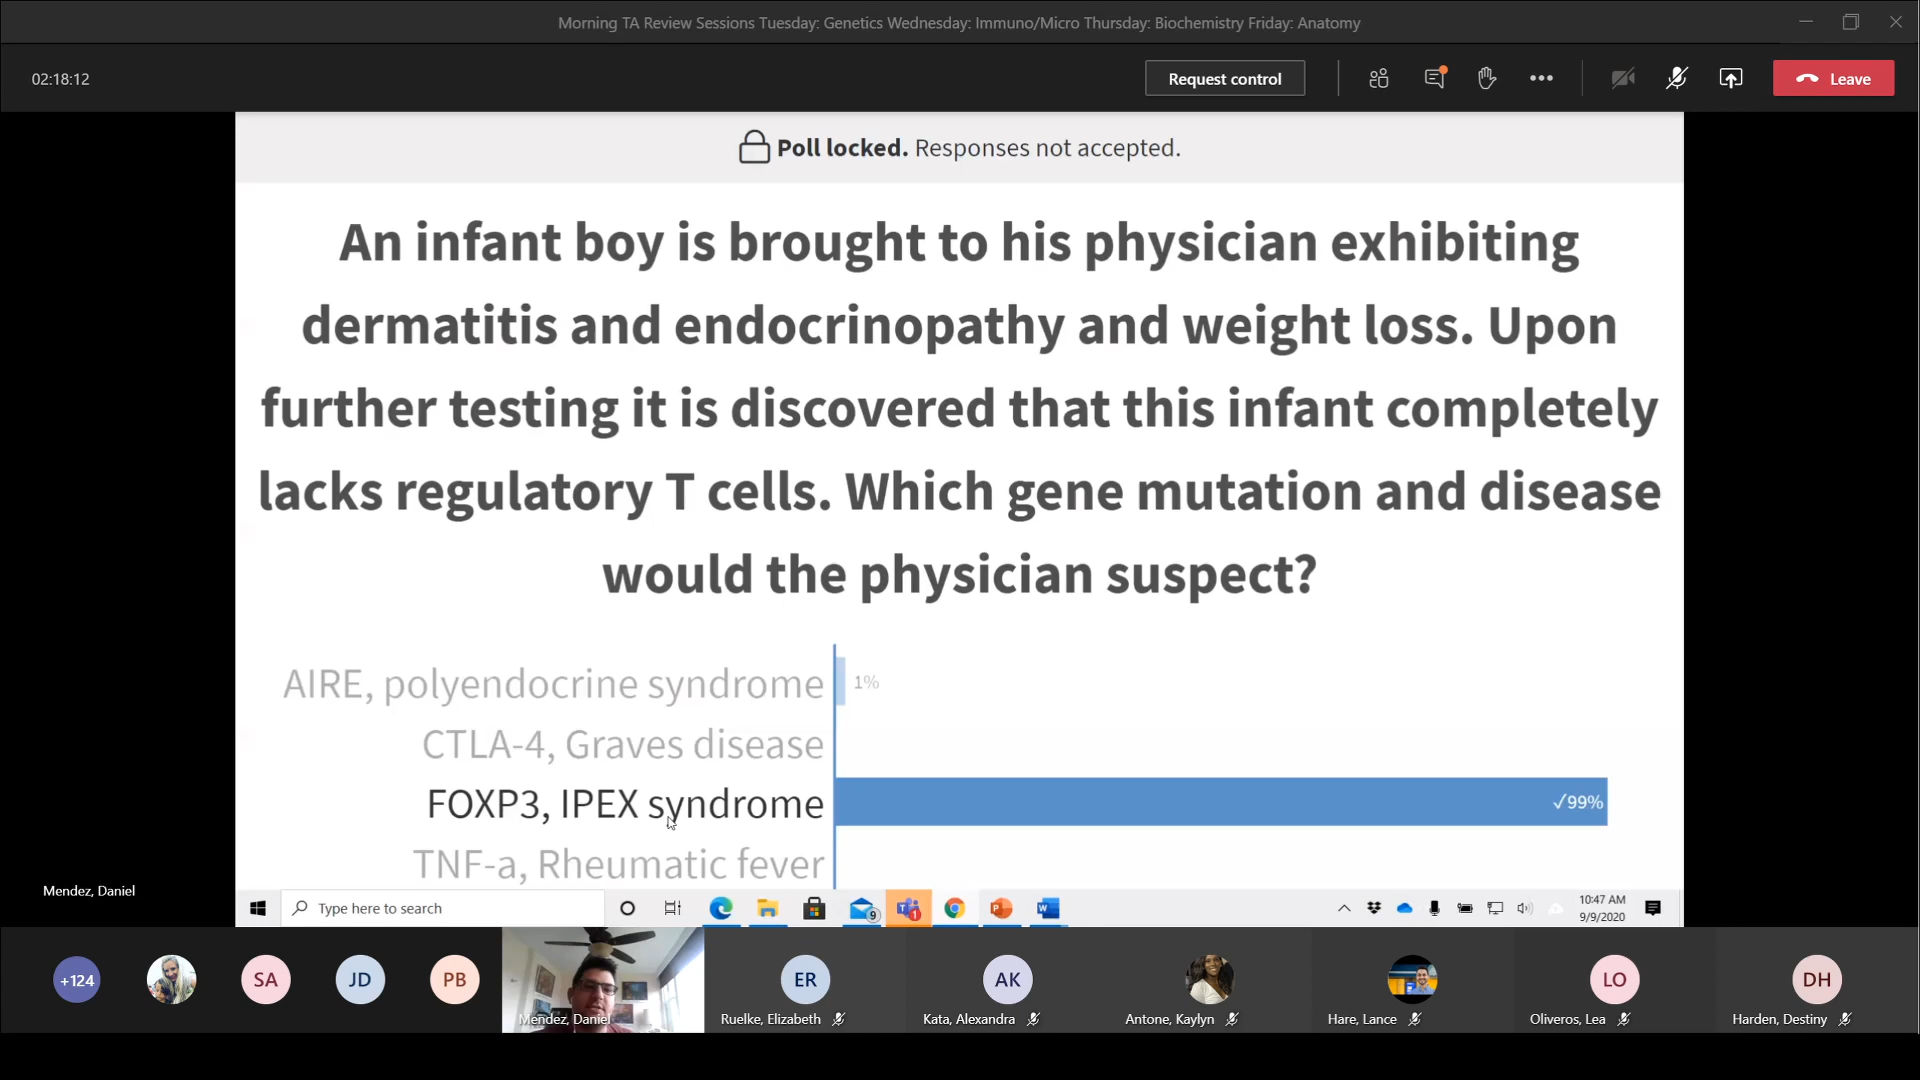 Morning TA Review Sessions Tuesday: Genetics Wednesday: Immuno/Micro Thursday: Biochemistry Friday: Anatomy
02:18:12
Request control
Leave
Poll locked. Responses not accepted.
An infant boy is brought to his physician exhibiting
dermatitis and endocrinopathy and weight loss. Upon
further testing it is discovered that this infant completely
lacks regulatory T cells. Which gene mutation and disease
would the physician suspect?
AIRE, polyendocrine syndrome
1%
CTLA-4, Graves disease
FOXP3, IPEX syndrome
✓99%
TNF-a, Rheumatic fever
Mendez, Daniel
Type here to search
9
1
10:47 AM
9/9/2020
+124
SA
JD
PB
Mendez, Daniel
ER
Ruelke, Elizabeth
AK
Kata, Alexandra
Antone, Kaylyn
Hare, Lance
LO
Oliveros, Lea
DH
Harden, Destiny